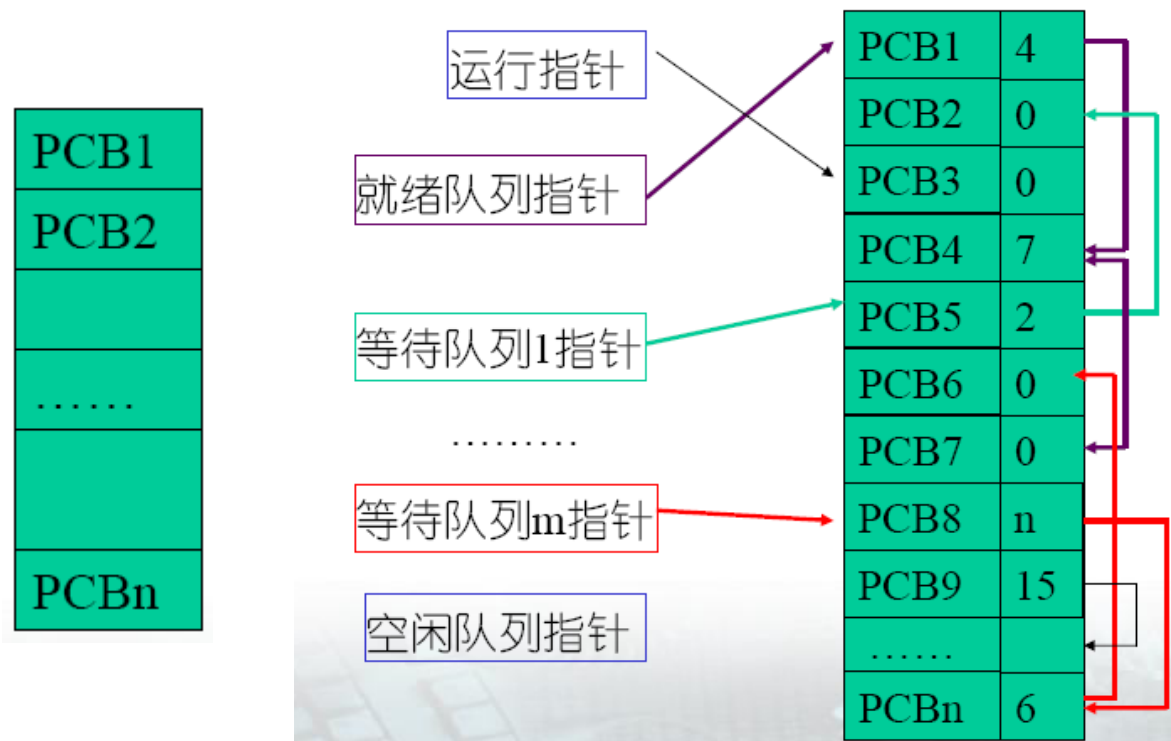 PCB1
PCB2
......
PCBn
运行指针
就绪队列指针
等待队列1指针
.........
等待队列m指针
空闲队列指针
PCB1 4
PCB2 0
PCB3 0
PCB4 7
PCB5 2
PCB6 0
PCB7 0
PCB8 n
PCB9 15
......
PCBn 6